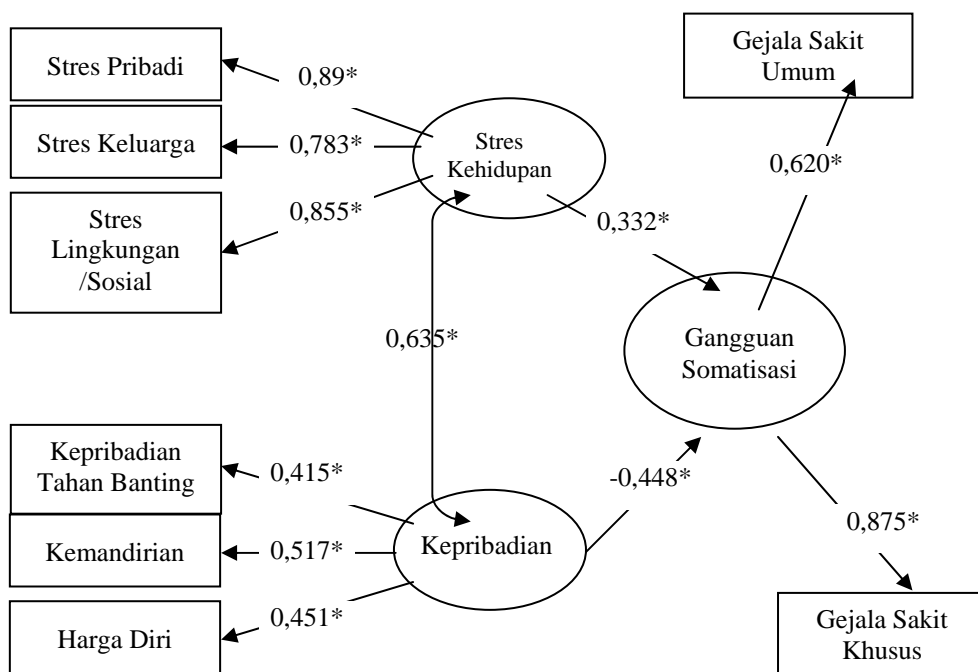 Stres Pribadi
0,89*
Stres Keluarga
0,783*
Stres
Lingkungan
/Sosial
0,855*
Stres
Kehidupan
0,332*
0,635*
Gejala Sakit
Umum
0,620*
Gangguan
Somatisasi
Kepribadian
Tahan Banting
0,415*
Kemandirian
0,517*
Harga Diri
0,451*
Kepribadian
-0,448*
0,875*
Gejala Sakit
Khusus